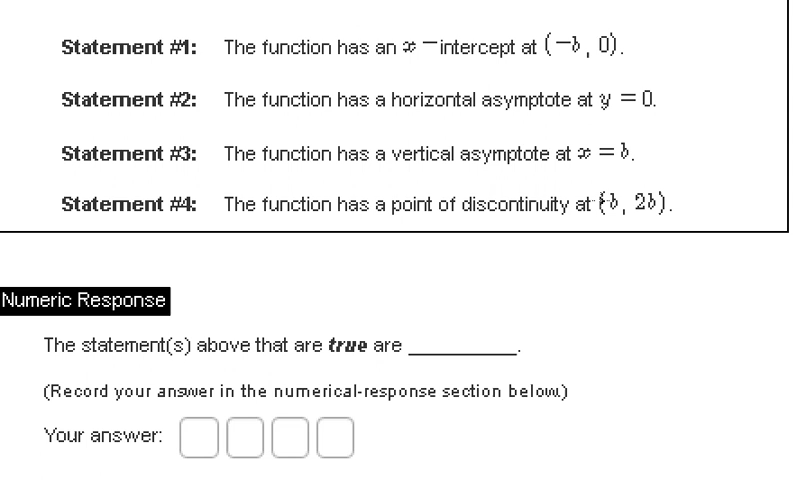 Statement #1: The function has an x −intercept at (−b, 0).
Statement #2: The function has a horizontal asymptote at y = 0.
Statement #3: The function has a vertical asymptote at x = b.
Statement #4: The function has a point of discontinuity at (b, 2b).
Numeric Response
The statement(s) above that are true are __________.
(Record your answer in the numerical-response section below.)
Your answer: